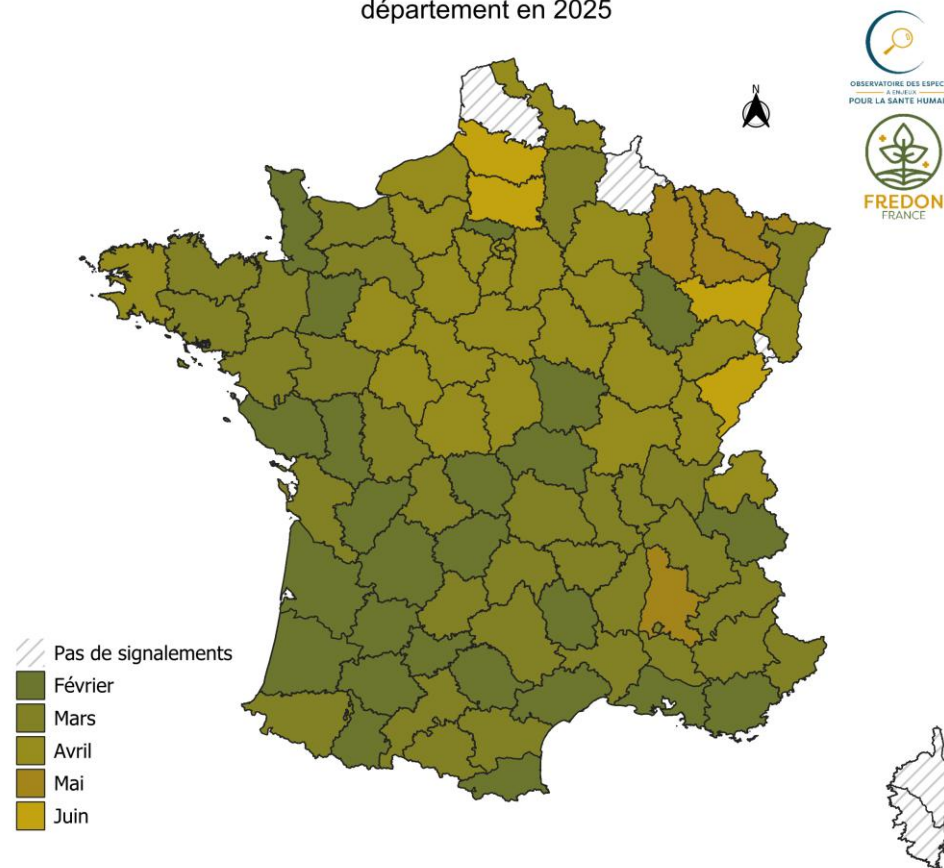 département en 2025
OBSERVATOIRE DES ESPEC
A ENJEUX
POUR LA SANTE HUMAI
N
FREDON
FRANCE
Pas de signalements
Février
Mars
Avril
Mai
Juin